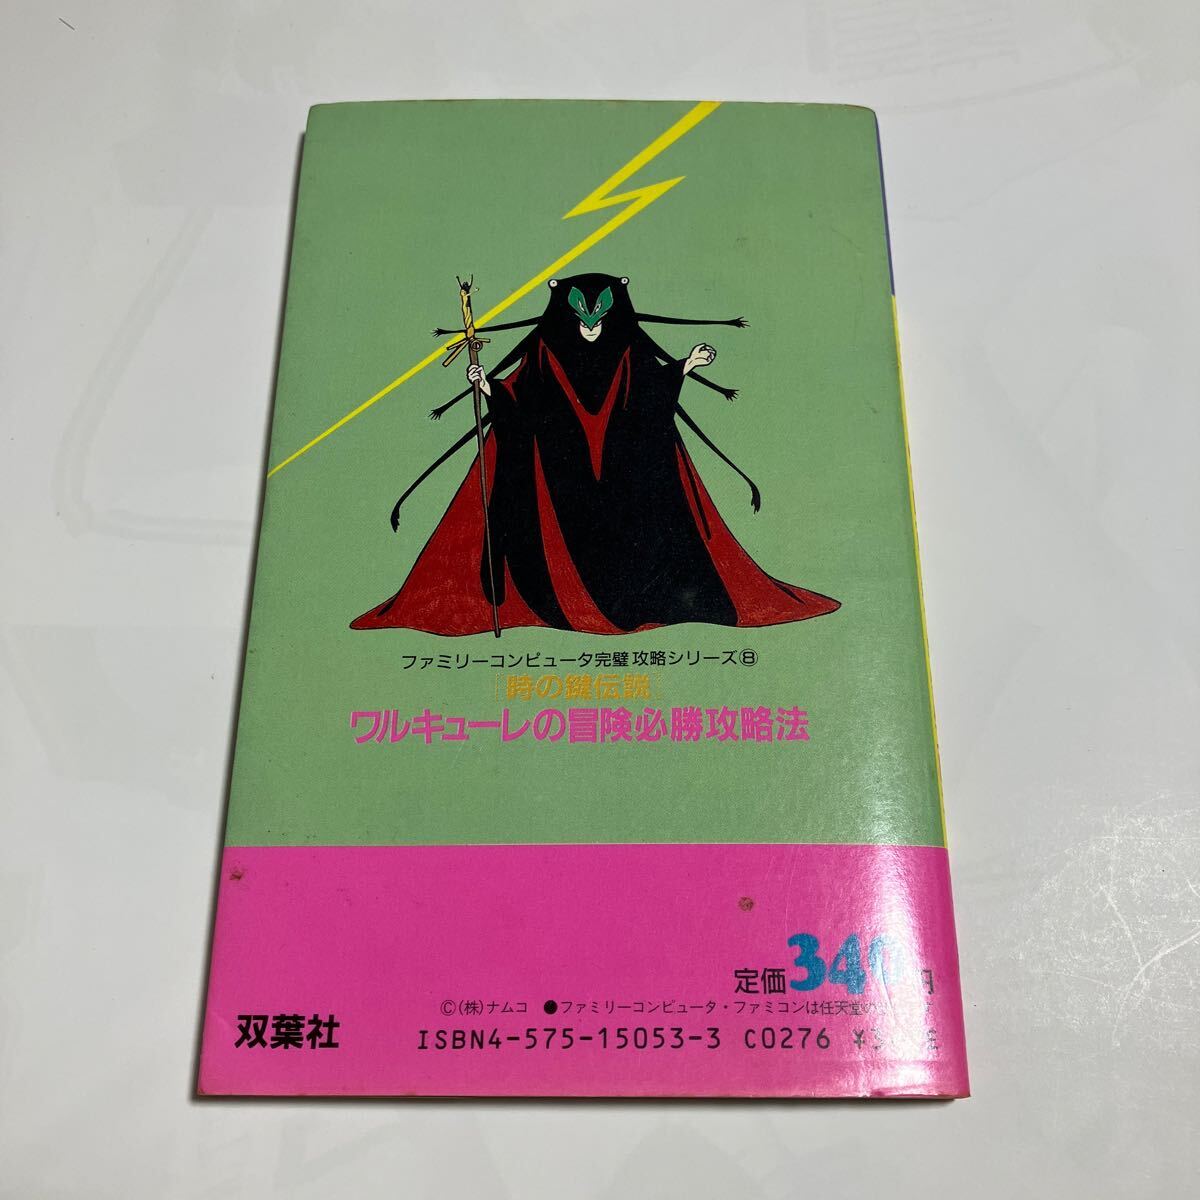 ファミリーコンピュータ完璧攻略シリーズ⑧
[時の鍵伝説]
ワルキューレの冒険必勝攻略法
定価340円
©(株)ナムコ ●ファミリーコンピュータ・ファミコンは任天堂の
双葉社
ISBN4-575-15053-3 C0276 ¥3